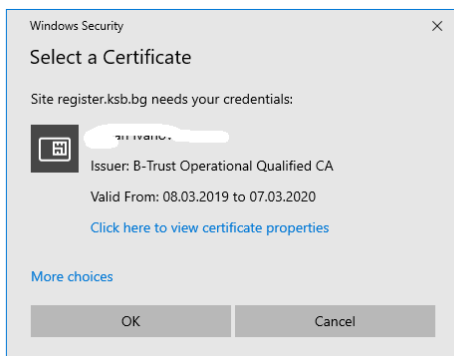 Windows Security
Select a Certificate
Site register.ksb.bg needs your credentials:
Issuer: B-Trust Operational Qualified CA
Valid From: 08.03.2019 to 07.03.2020
Click here to view certificate properties
More choices
OK
Cancel